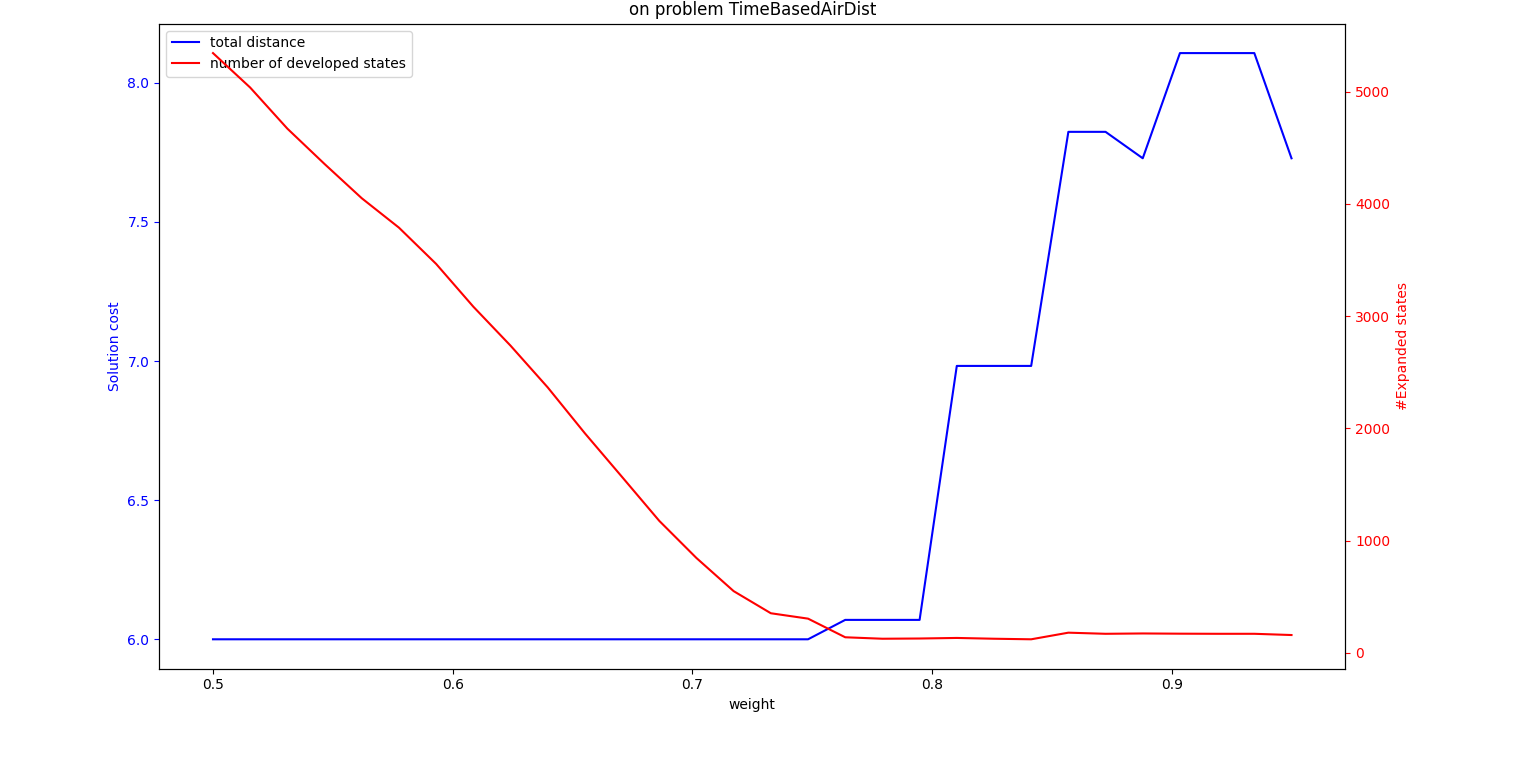 on problem TimeBasedAirDist
total distance
number of developed states
8.0
7.5
7.0
6.5
6.0
Solution cost
5000
4000
3000
2000
1000
0
#Expanded states
0.5 0.6 0.7 0.8 0.9
weight